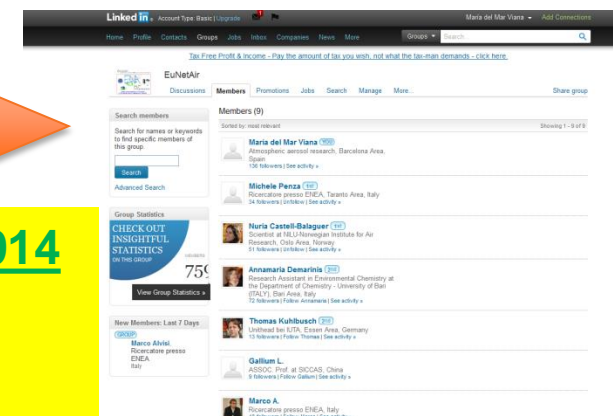 Linked in. Account Type: Basic | Upgrade
Maria del Mar Viana Add Connections
Home Profile Contacts Groups Jobs Inbox Companies News More
Groups Search...
Tax Free Profit & Income - Pay the amount of tax you wish, not what the tax-man demands - click here.
EuNetAir
Discussions Members Promotions Jobs Search Manage More...
Share group
Search members
Search for names or keywords
to find specific members of
this group.
Search
Advanced Search
Group Statistics
CHECK OUT
INSIGHTFUL
STATISTICS
ON THIS GROUP
MEMBERS
759
View Group Statistics »
New Members: Last 7 Days
GROUP
Marco Alvisi,
Ricercatore presso
ENEA
Italy
014
Members (9)
Sorted by: most relevant
Showing 1 - 9 of 9
Maria del Mar Viana YOU
Atmospheric aerosol research, Barcelona Area,
Spain
136 followers | See activity »
Michele Penza 1st
Ricercatore presso ENEA, Taranto Area, Italy
34 followers | Unfollow | See activity »
Nuria Castell-Balaguer 1st
Scientist at NILU-Norwegian Institute for Air
Research, Oslo Area, Norway
51 followers | Unfollow | See activity »
Annamaria Demarinis 2nd
Research Assistant in Environmental Chemistry at
the Department of Chemistry - University of Bari
(ITALY), Bari Area, Italy
72 followers | Follow Annamaria | See activity »
Thomas Kuhlbusch 2nd
Unithead bei IUTA, Essen Area, Germany
13 followers | Follow Thomas | See activity »
Gallium L.
ASSOC. Prof. at SICCAS, China
9 followers | Follow Gallium | See activity »
Marco A.
Ricercatore presso ENEA, Italy